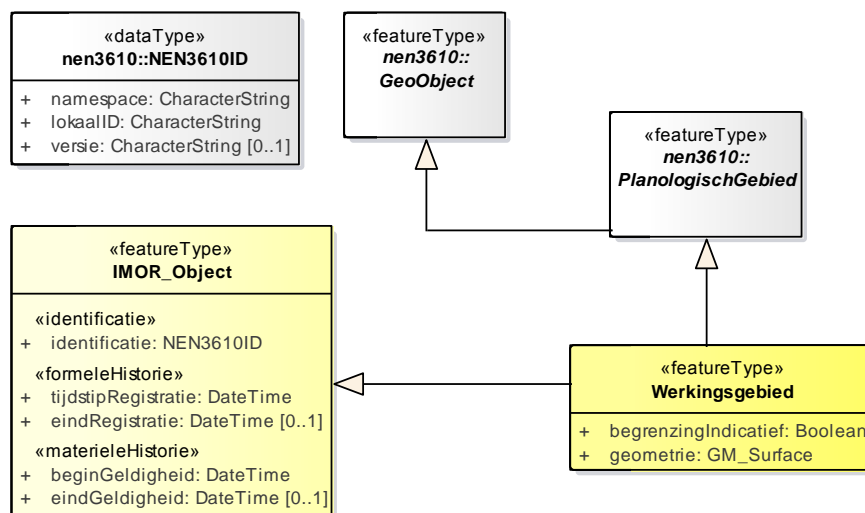 «dataType»
nen3610::NEN3610ID
+ namespace: CharacterString
+ lokaalID: CharacterString
+ versie: CharacterString [0..1]
«featureType»
nen3610::
GeoObject
«featureType»
nen3610::
PlanologischGebied
«featureType»
IMOR_Object
«identificatie»
+ identificatie: NEN3610ID
«formeleHistorie»
+ tijdstipRegistratie: DateTime
+ eindRegistratie: DateTime [0..1]
«materieleHistorie»
+ beginGeldigheid: DateTime
+ eindGeldigheid: DateTime [0..1]
«featureType»
Werkingsgebied
+ begrenzingIndicatief: Boolean
+ geometrie: GM_Surface